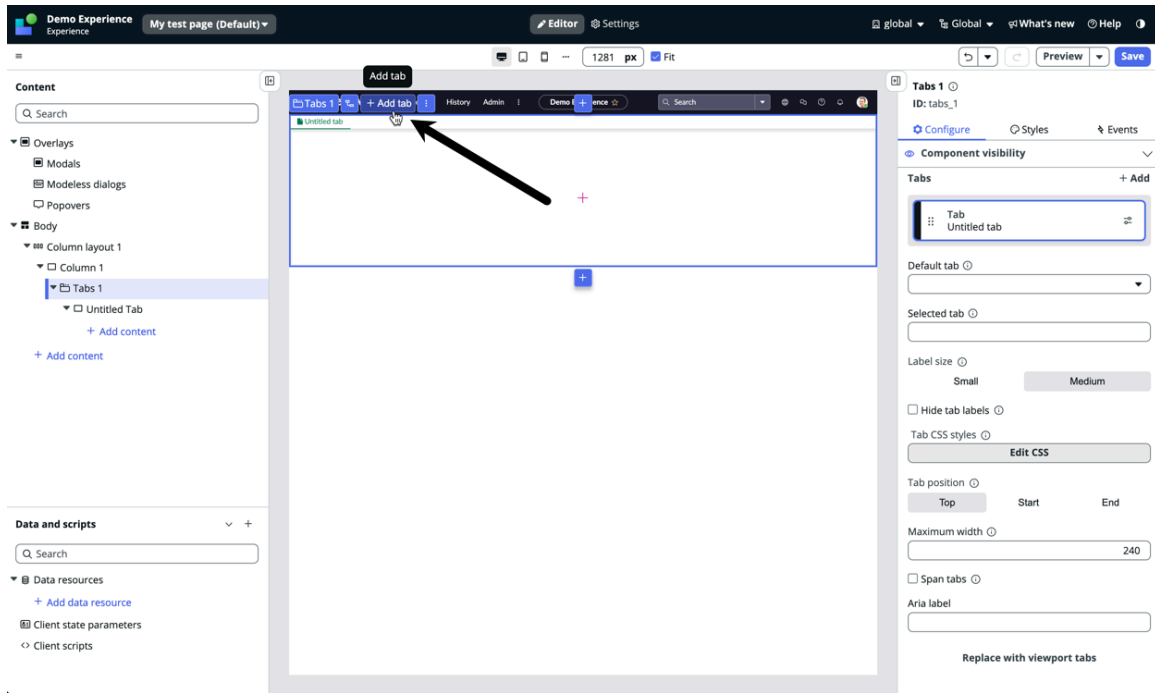 Demo Experience
Experience
My test page (Default)
Editor
Settings
global
Global
What's new
Help
1281 px
Fit
Preview
Save
Content
Search
Overlays
Modals
Modeless dialogs
Popovers
Body
Column layout 1
Column 1
Tabs 1
Untitled Tab
+ Add content
+ Add content
Data and scripts
Search
Data resources
+ Add data resource
Client state parameters
Client scripts
Add tab
Tabs 1
+ Add tab
History
Admin
Search
Untitled tab
Tabs 1
ID: tabs_1
Configure
Styles
Events
Component visibility
Tabs
+ Add
Tab
Untitled tab
Default tab
Selected tab
Label size
Small
Medium
Hide tab labels
Tab CSS styles
Edit CSS
Tab position
Top
Start
End
Maximum width
240
Span tabs
Aria label
Replace with viewport tabs